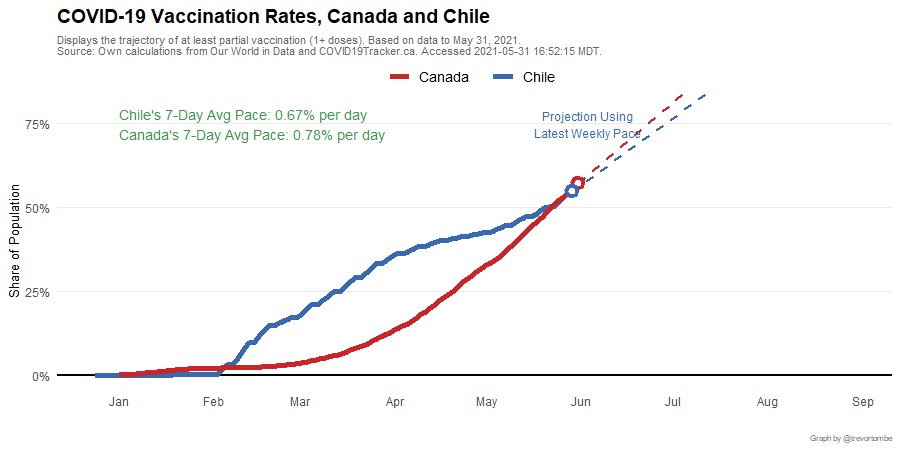 COVID-19 Vaccination Rates, Canada and Chile
Displays the trajectory of at least partial vaccination (1+ doses). Based on data to May 31, 2021.
Source: Own calculations from Our World in Data and COVID19Tracker.ca. Accessed 2021-05-31 16:52:15 MDT.
Canada Chile
Chile's 7-Day Avg Pace: 0.67% per day
Canada's 7-Day Avg Pace: 0.78% per day
Projection Using
Latest Weekly Pace
Share of Population
75%
50%
25%
0%
Jan Feb Mar Apr May Jun Jul Aug Sep
Graph by @trevortombe